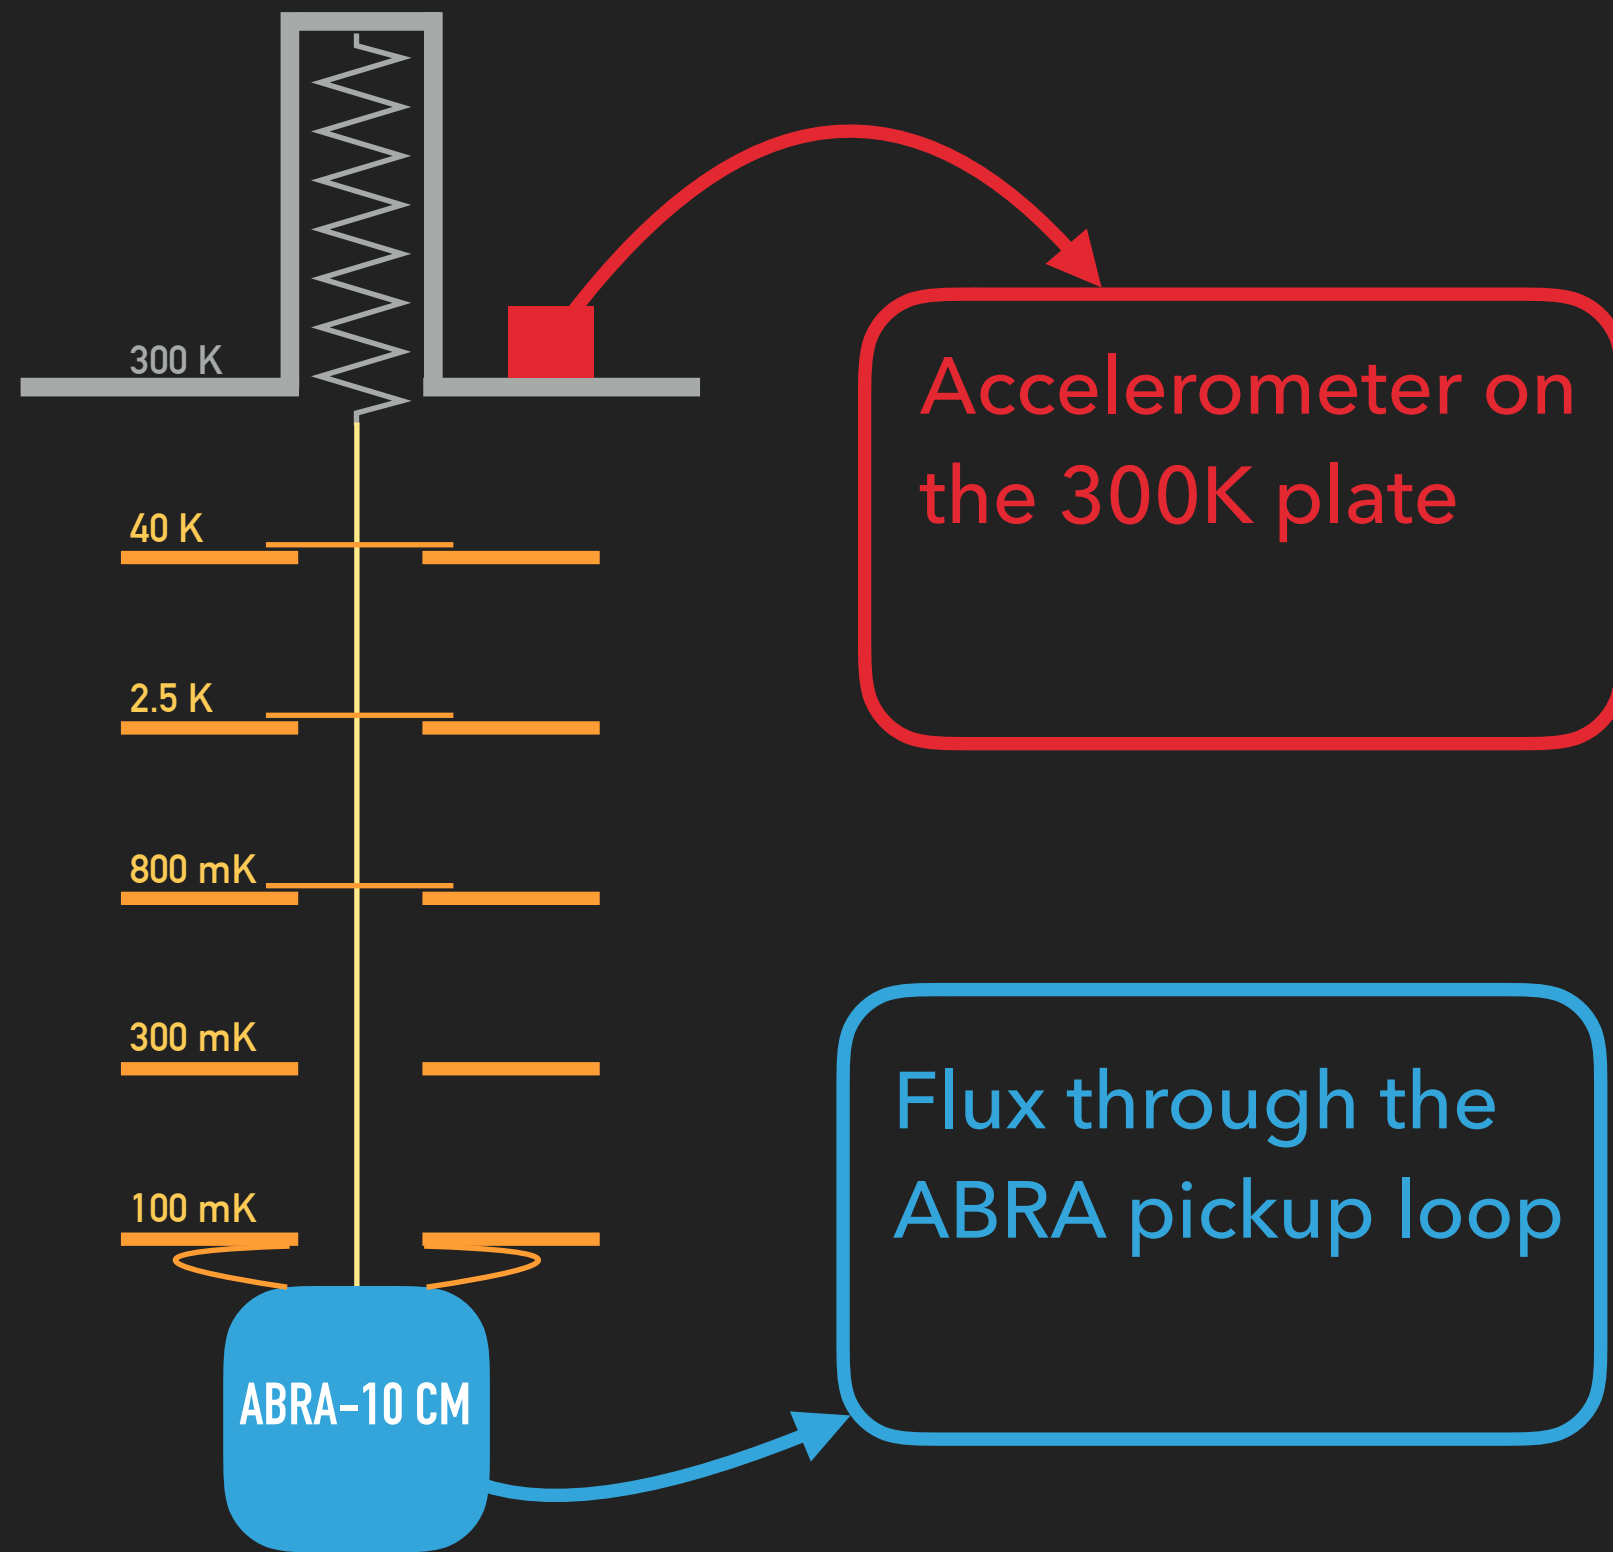 300 K
Accelerometer on
the 300K plate
40 K
2.5 K
800 mK
300 mK
100 mK
Flux through the
ABRA pickup loop
ABRA-10 CM